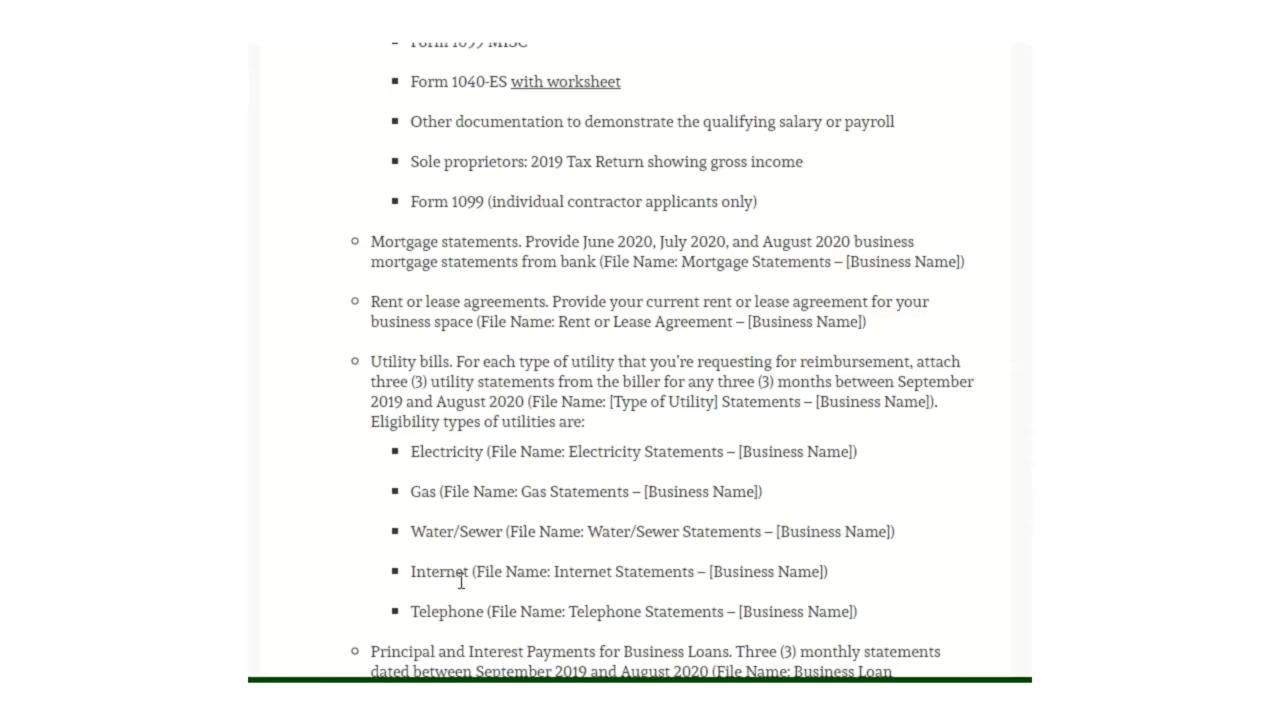 Form 1099 MISC
Form 1040-ES with worksheet
Other documentation to demonstrate the qualifying salary or payroll
Sole proprietors: 2019 Tax Return showing gross income
Form 1099 (individual contractor applicants only)
Mortgage statements. Provide June 2020, July 2020, and August 2020 business
mortgage statements from bank (File Name: Mortgage Statements – [Business Name])
Rent or lease agreements. Provide your current rent or lease agreement for your
business space (File Name: Rent or Lease Agreement – [Business Name])
Utility bills. For each type of utility that you're requesting for reimbursement, attach
three (3) utility statements from the biller for any three (3) months between September
2019 and August 2020 (File Name: [Type of Utility] Statements – [Business Name]).
Eligibility types of utilities are:
Electricity (File Name: Electricity Statements – [Business Name])
Gas (File Name: Gas Statements – [Business Name])
Water/Sewer (File Name: Water/Sewer Statements – [Business Name])
Internet (File Name: Internet Statements – [Business Name])
Telephone (File Name: Telephone Statements – [Business Name])
Principal and Interest Payments for Business Loans. Three (3) monthly statements
dated between September 2019 and August 2020 (File Name: Business Loan